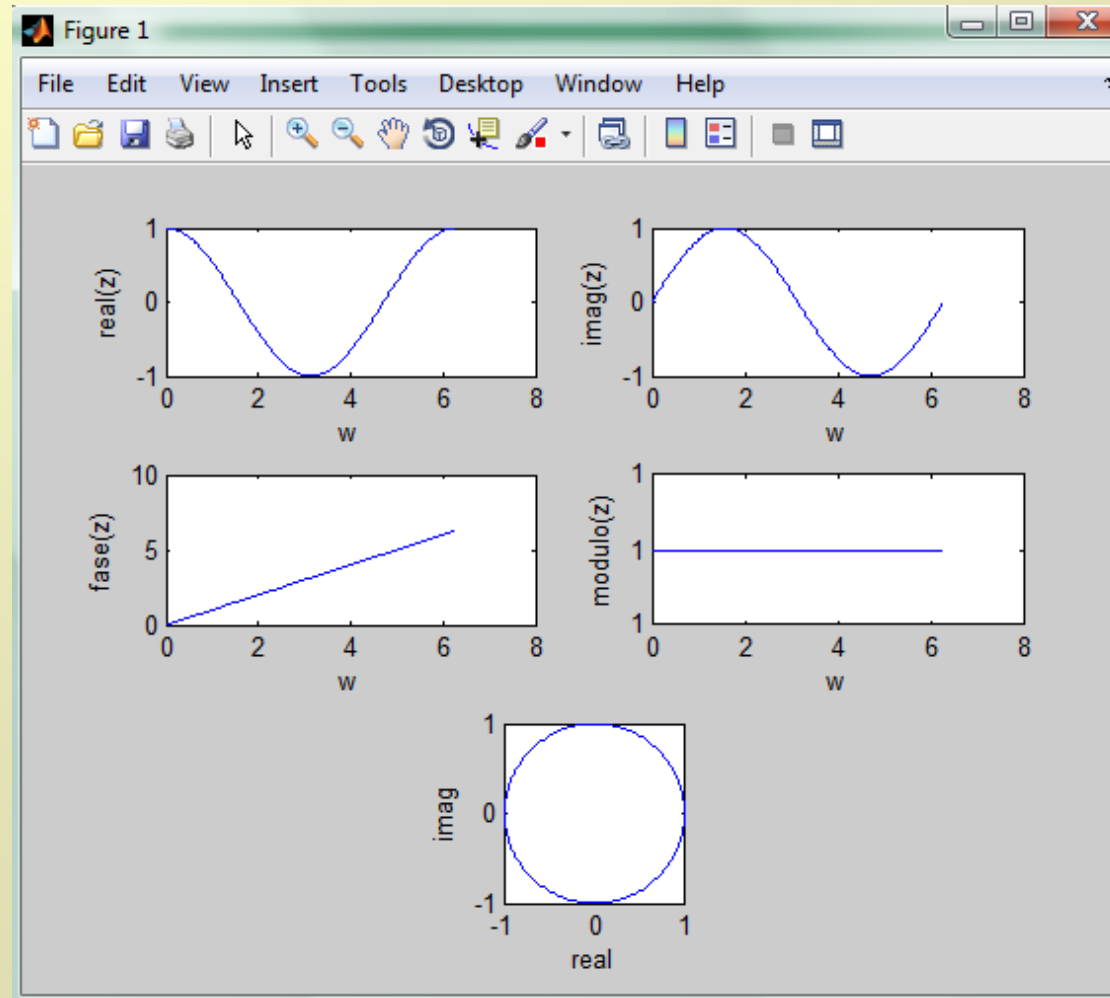 Figure 1
File Edit View Insert Tools Desktop Window Help
1
0
-1
real(z)
0 2 4 6 8
w
1
0
-1
imag(z)
0 2 4 6 8
w
10
5
0
fase(z)
0 2 4 6 8
w
1
1
1
modulo(z)
0 2 4 6 8
w
1
0
-1
imag
-1 0 1
real